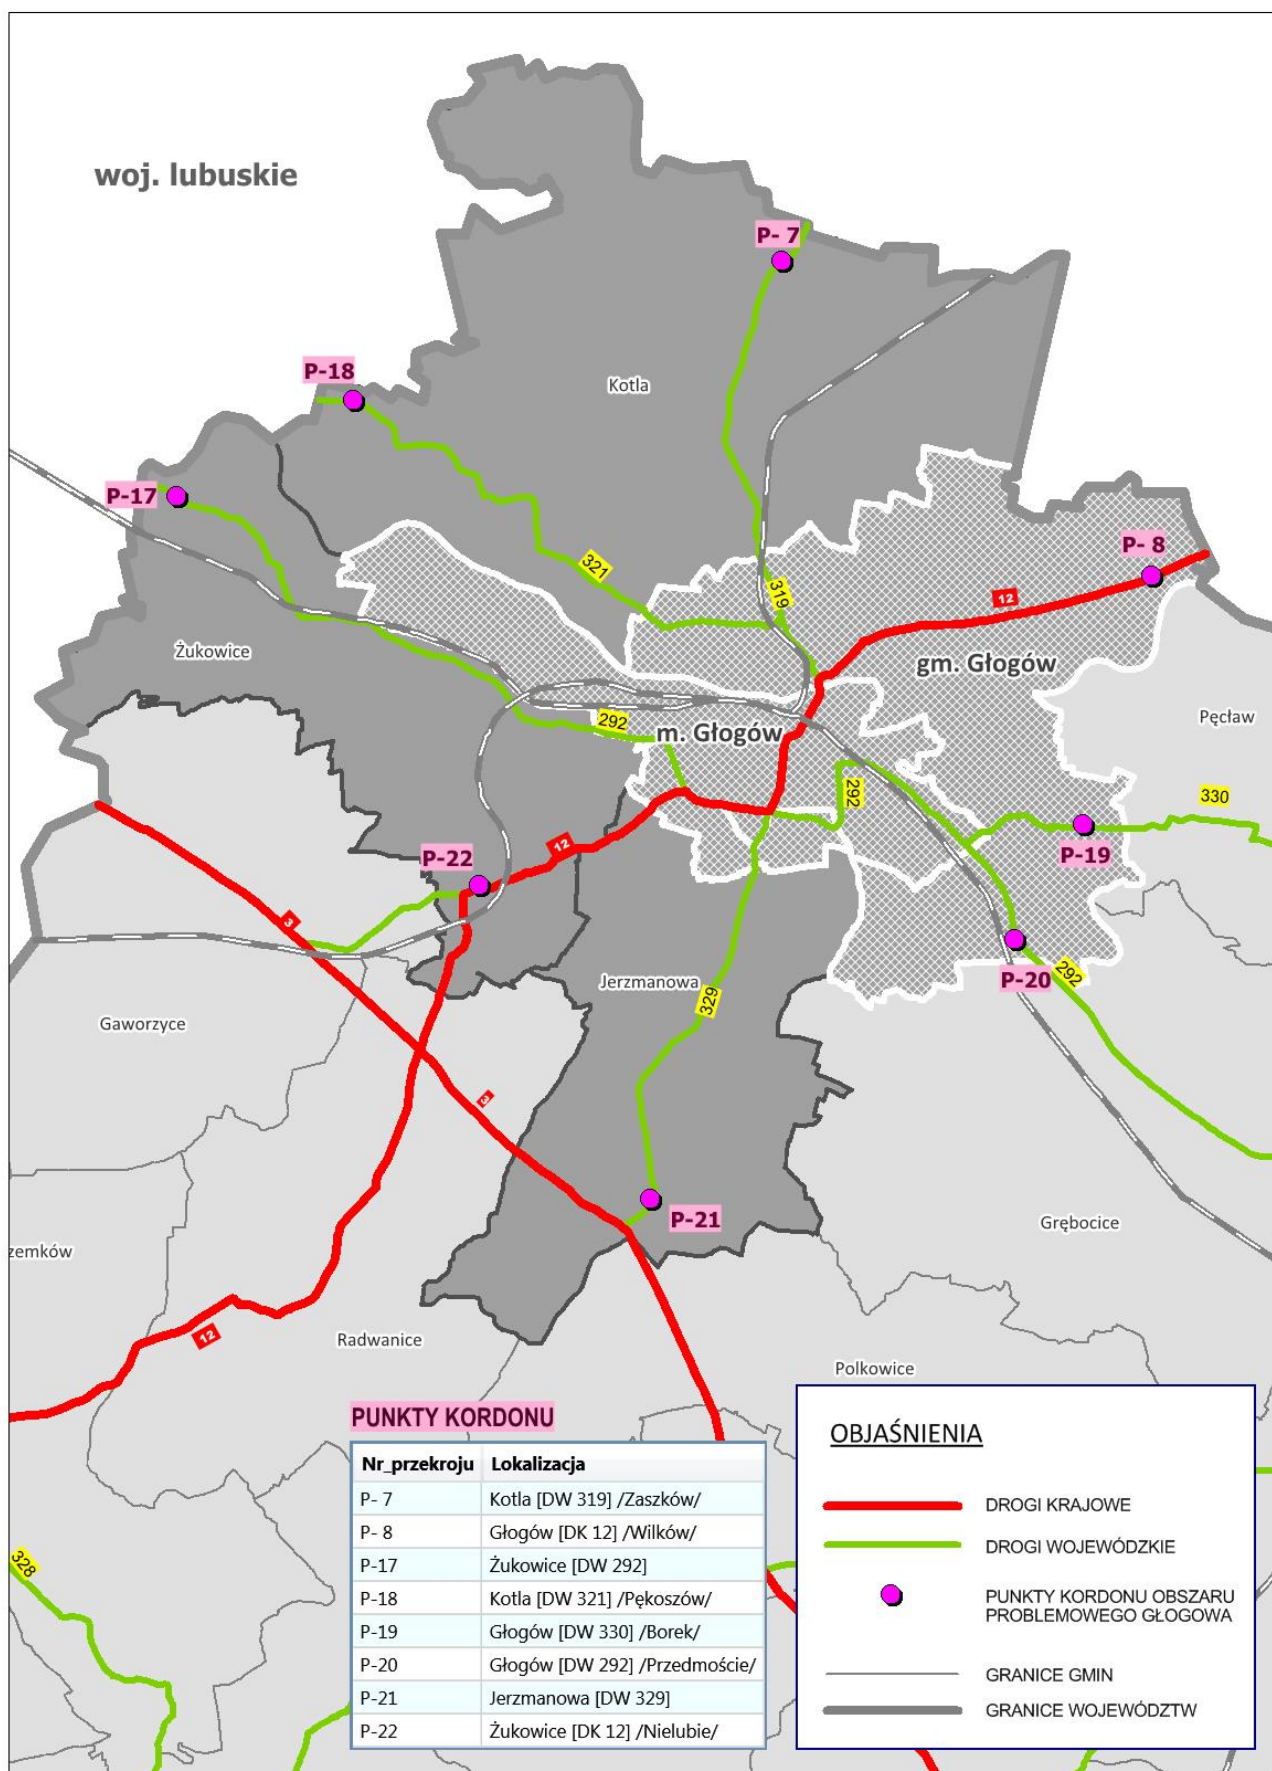 woj. lubuskie
P- 7
P-18
Kotla
P-17
P- 8
321
319
12
Żukowice
gm. Głogów
Pęcław
292
m. Głogów
292
330
12
P-22
P-19
3
Jerzmanowa
P-20
292
329
Gaworzyce
3
P-21
Grębocice
zemków
12
Radwanice
Polkowice
328
PUNKTY KORDONU
Nr_przekroju Lokalizacja
P- 7 Kotla [DW 319] /Zaszków/
P- 8 Głogów [DK 12] /Wilków/
P-17 Żukowice [DW 292]
P-18 Kotla [DW 321] /Pękoszów/
P-19 Głogów [DW 330] /Borek/
P-20 Głogów [DW 292] /Przedmoście/
P-21 Jerzmanowa [DW 329]
P-22 Żukowice [DK 12] /Nielubie/
OBJAŚNIENIA
DROGI KRAJOWE
DROGI WOJEWÓDZKIE
PUNKTY KORDONU OBSZARU
PROBLEMOWEGO GŁOGOWA
GRANICE GMIN
GRANICE WOJEWÓDZTW